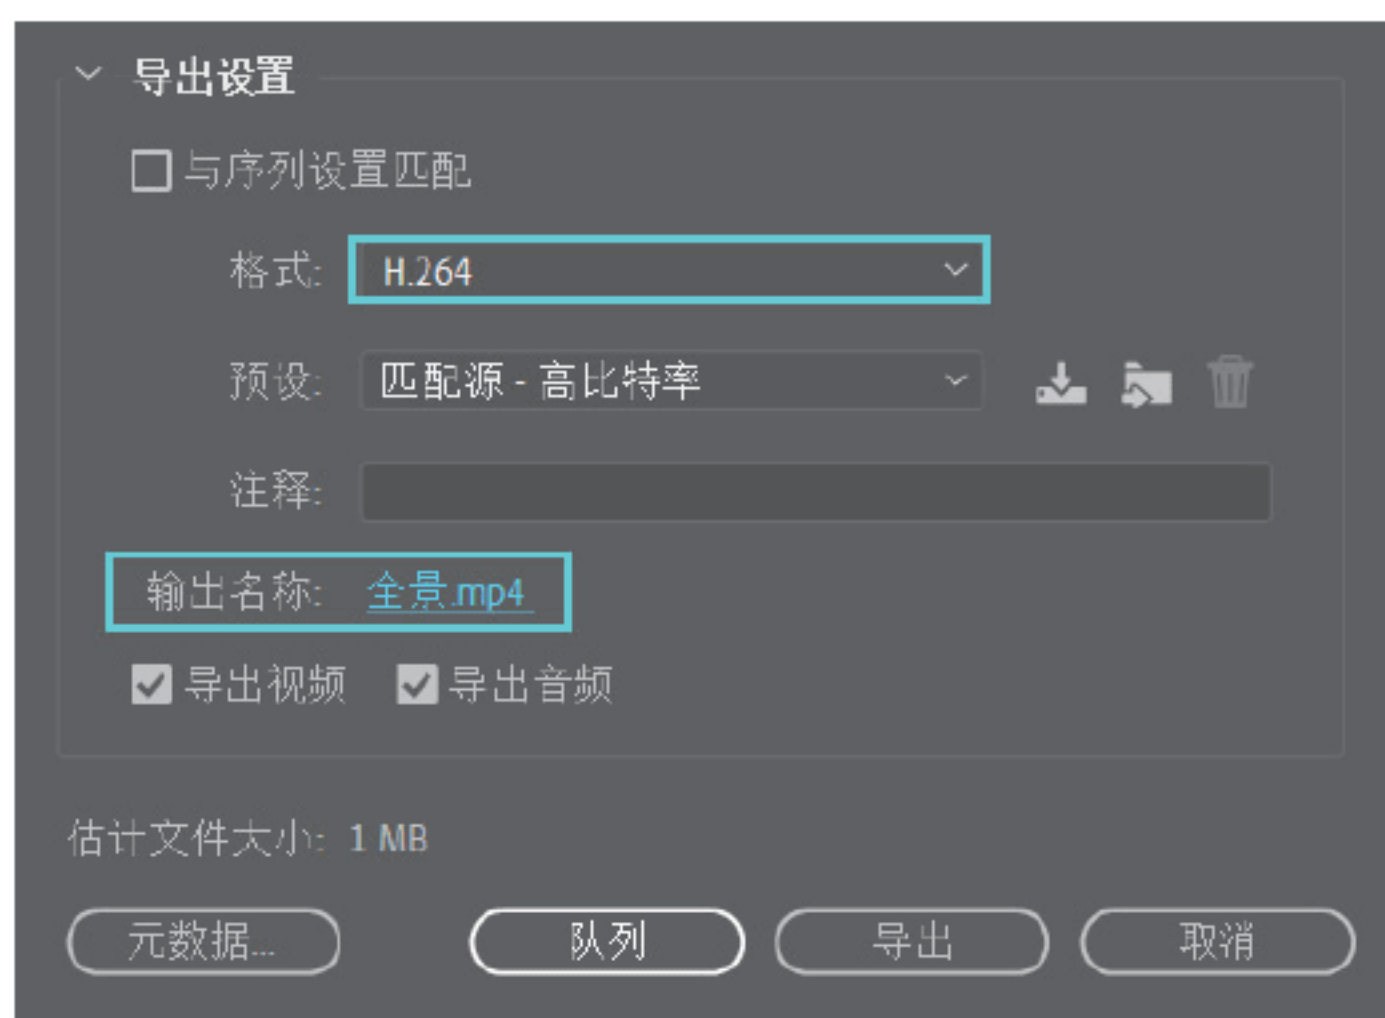 导出设置
与序列设置匹配
格式: H.264
预设: 匹配源 - 高比特率
注释:
输出名称: 全景.mp4
导出视频 导出音频
估计文件大小: 1 MB
元数据... 队列 导出 取消